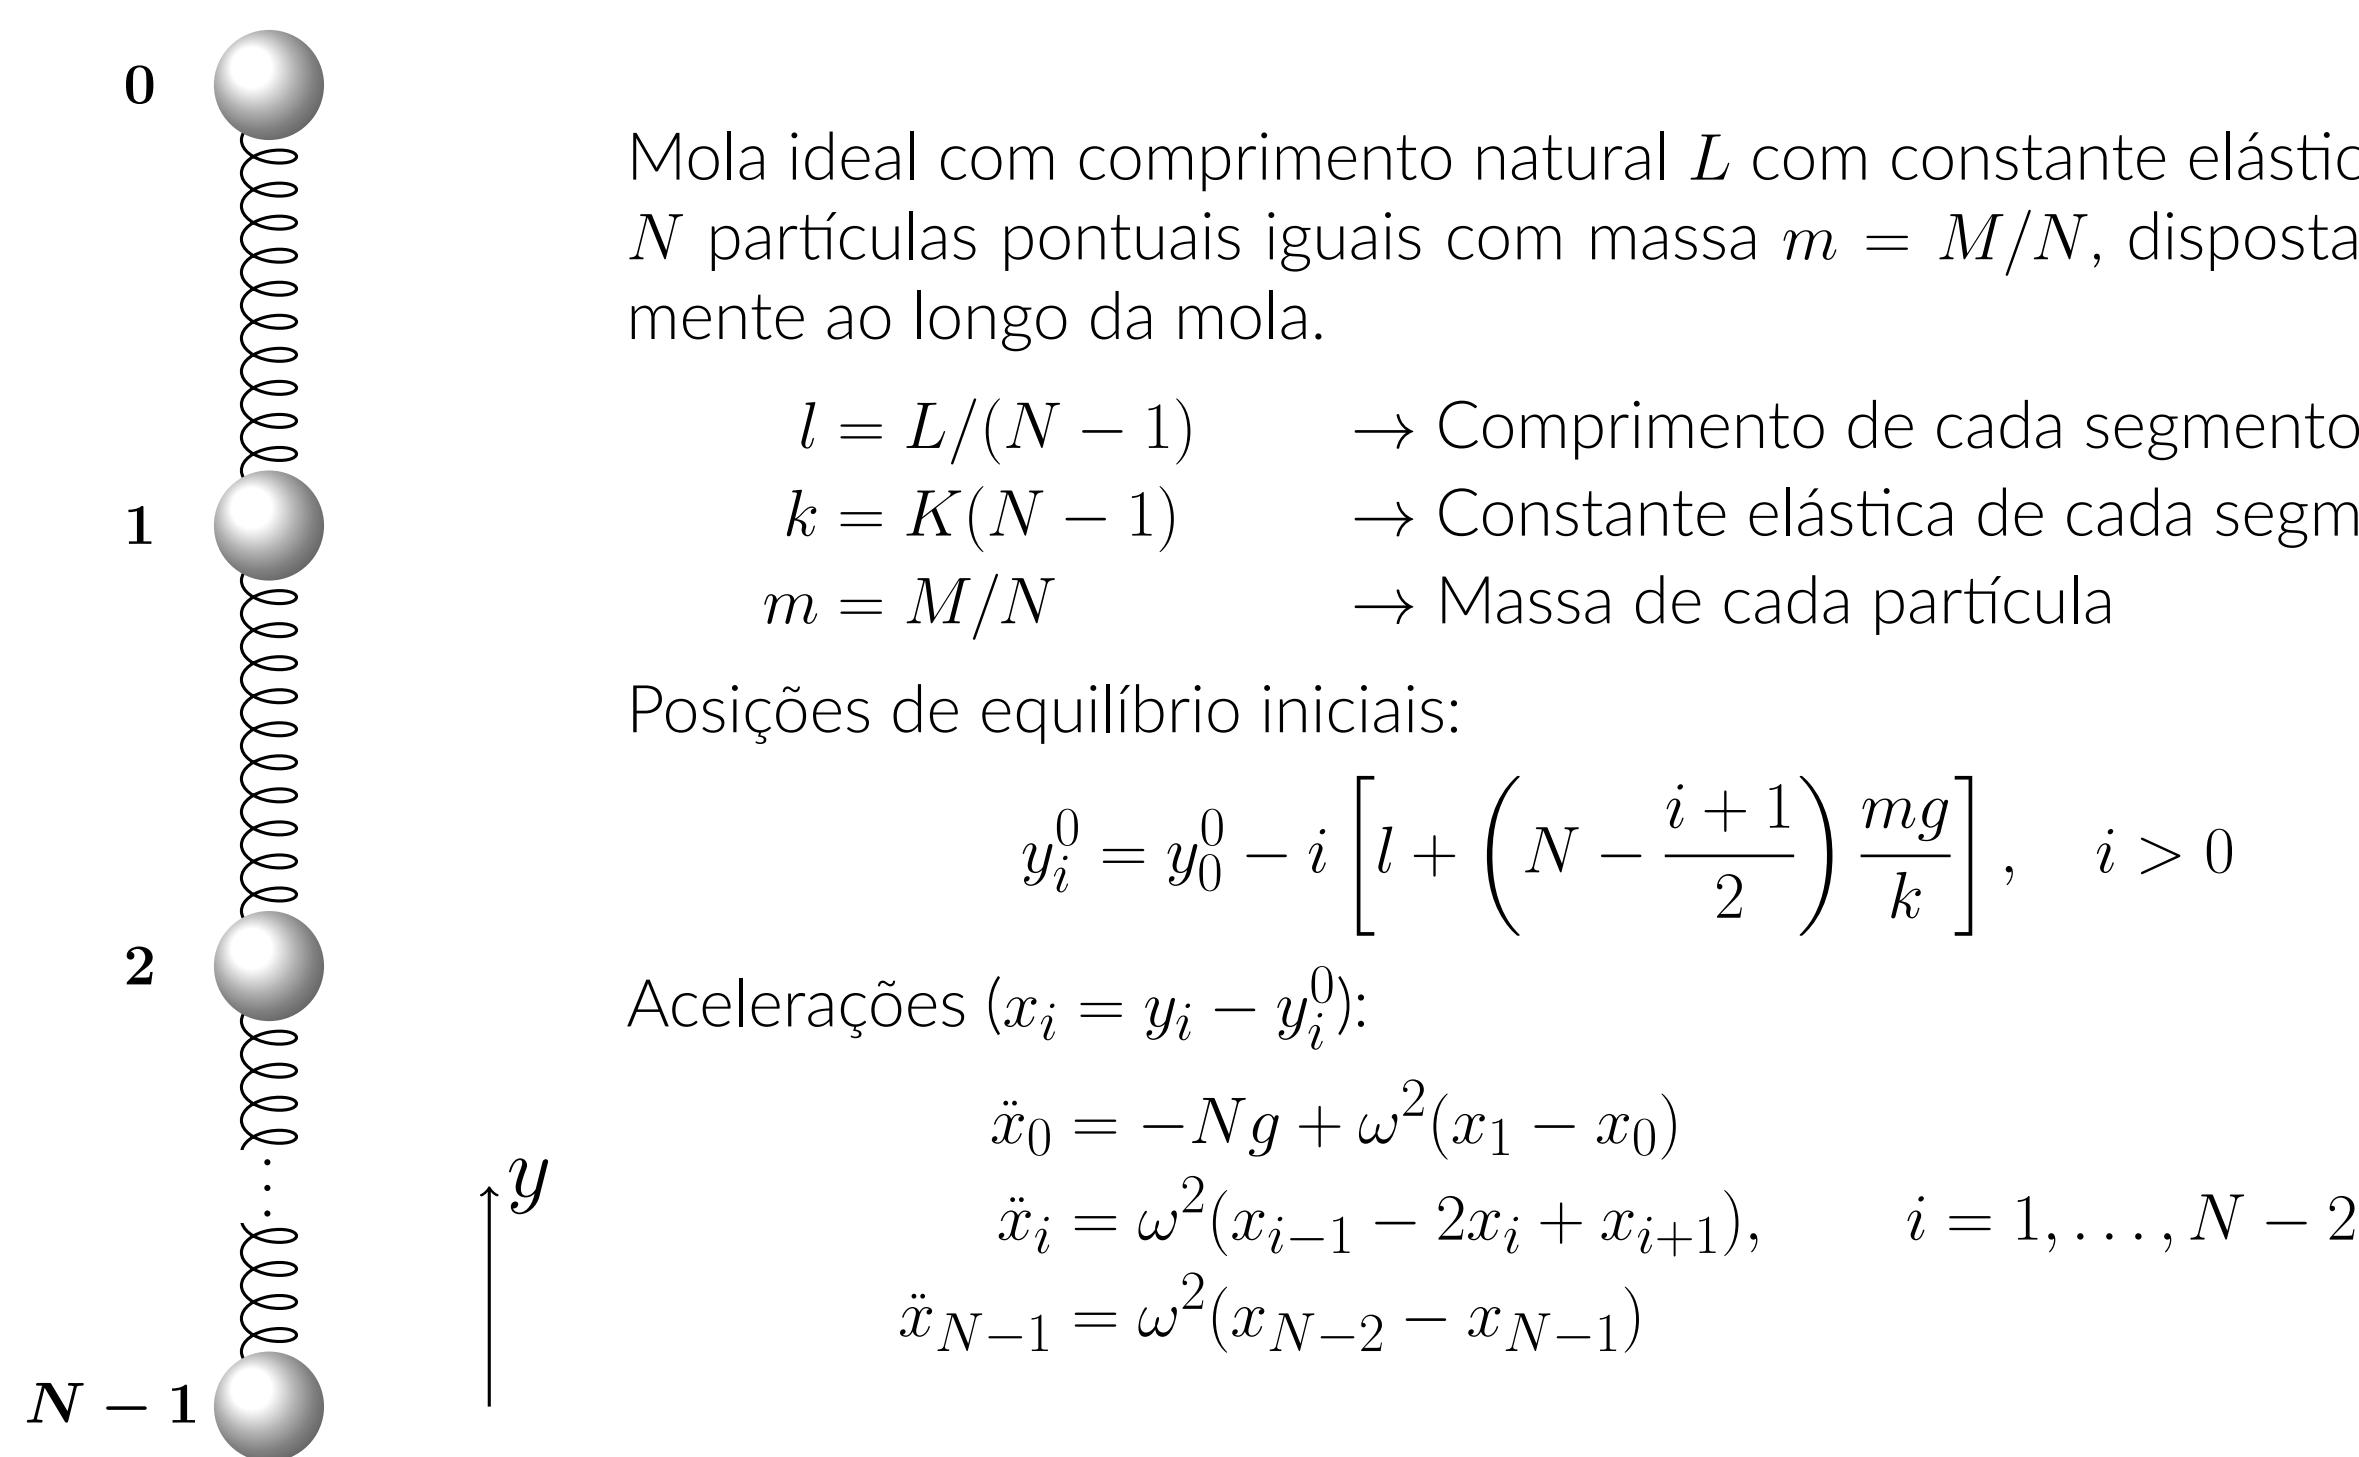 0
Mola ideal com comprimento natural L com constante elástic
N partículas pontuais iguais com massa m = M/N, disposta
mente ao longo da mola.
l = L/(N − 1) → Comprimento de cada segmento
1
k = K(N − 1) → Constante elástica de cada segm
m = M/N → Massa de cada partícula
Posições de equilíbrio iniciais:
y_i^0 = y_0^0 − i [l + (N − (i + 1)/2) mg/k], i > 0
2
Acelerações (x_i = y_i − y_i^0):
ẍ_0 = −Ng + ω²(x_1 − x_0)
y
ẍ_i = ω²(x_{i−1} − 2x_i + x_{i+1}), i = 1, . . . , N − 2
ẍ_{N−1} = ω²(x_{N−2} − x_{N−1})
N − 1